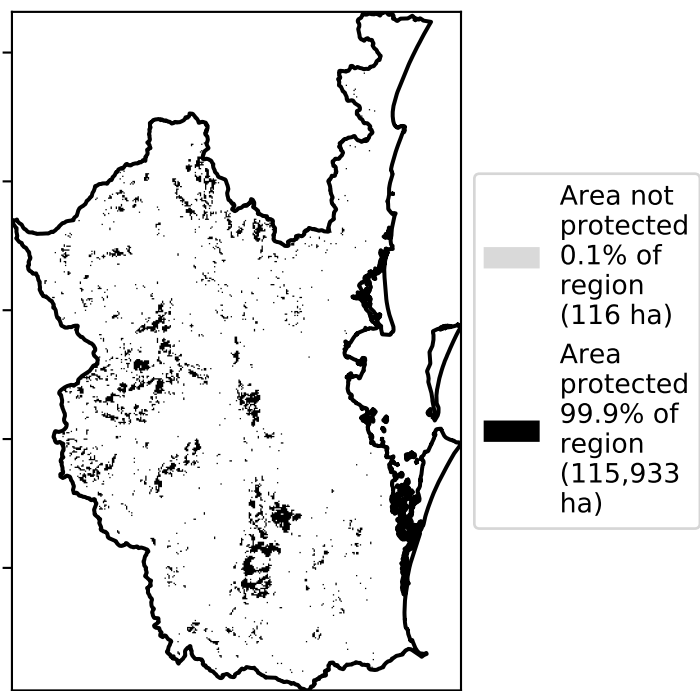 Area not
protected
0.1% of
region
(116 ha)
Area
protected
99.9% of
region
(115,933
ha)